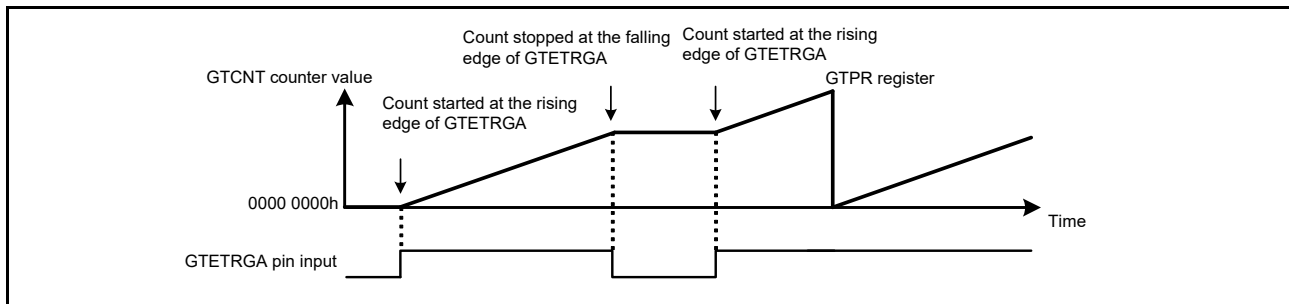 Count stopped at the falling
edge of GTETRGA
Count started at the rising
edge of GTETRGA
GTCNT counter value
GTPR register
Count started at the rising
edge of GTETRGA
0000 0000h
Time
GTETRGA pin input